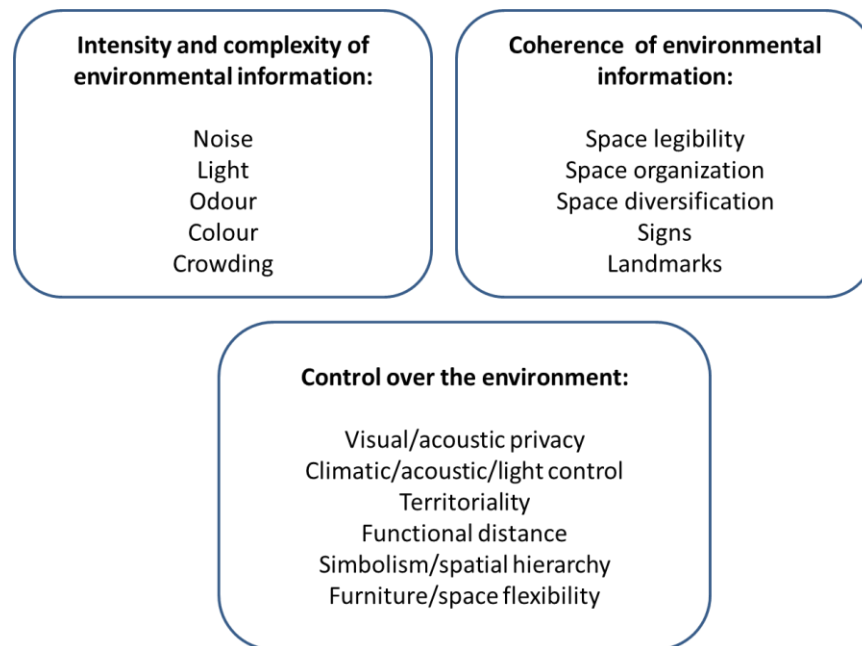 Intensity and complexity of
environmental information:
Noise
Light
Odour
Colour
Crowding
Coherence of environmental
information:
Space legibility
Space organization
Space diversification
Signs
Landmarks
Control over the environment:
Visual/acoustic privacy
Climatic/acoustic/light control
Territoriality
Functional distance
Simbolism/spatial hierarchy
Furniture/space flexibility